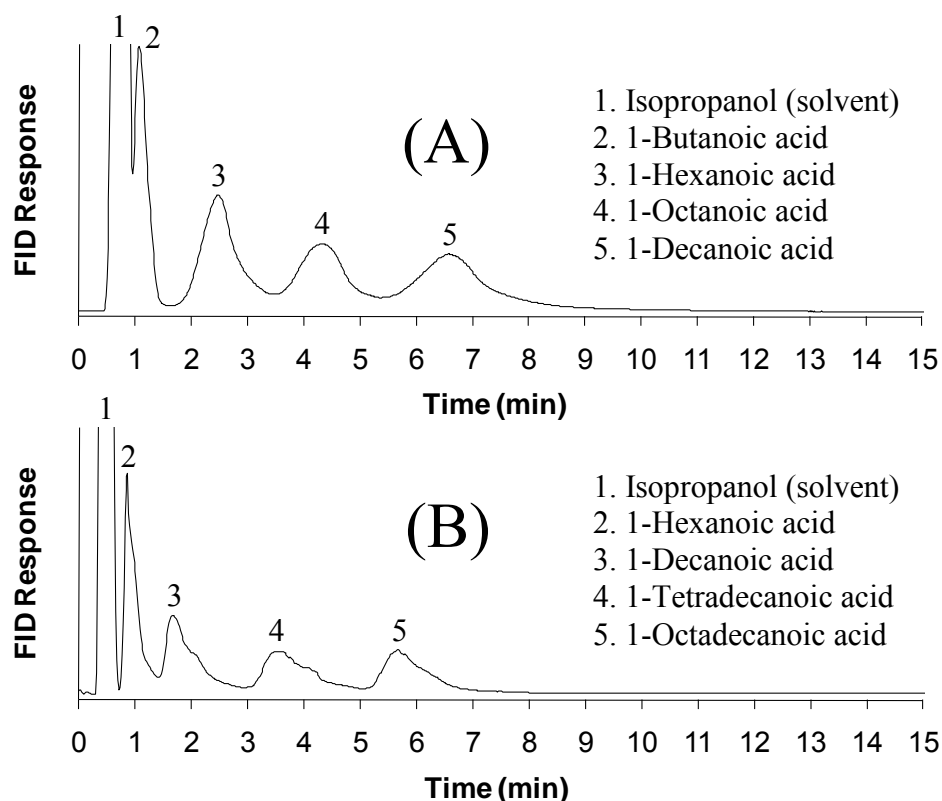 1
2
FID Response
(A)
3
4
5
1. Isopropanol (solvent)
2. 1-Butanoic acid
3. 1-Hexanoic acid
4. 1-Octanoic acid
5. 1-Decanoic acid
0 1 2 3 4 5 6 7 8 9 10 11 12 13 14 15
Time (min)
1
2
FID Response
(B)
3
4
5
1. Isopropanol (solvent)
2. 1-Hexanoic acid
3. 1-Decanoic acid
4. 1-Tetradecanoic acid
5. 1-Octadecanoic acid
0 1 2 3 4 5 6 7 8 9 10 11 12 13 14 15
Time (min)